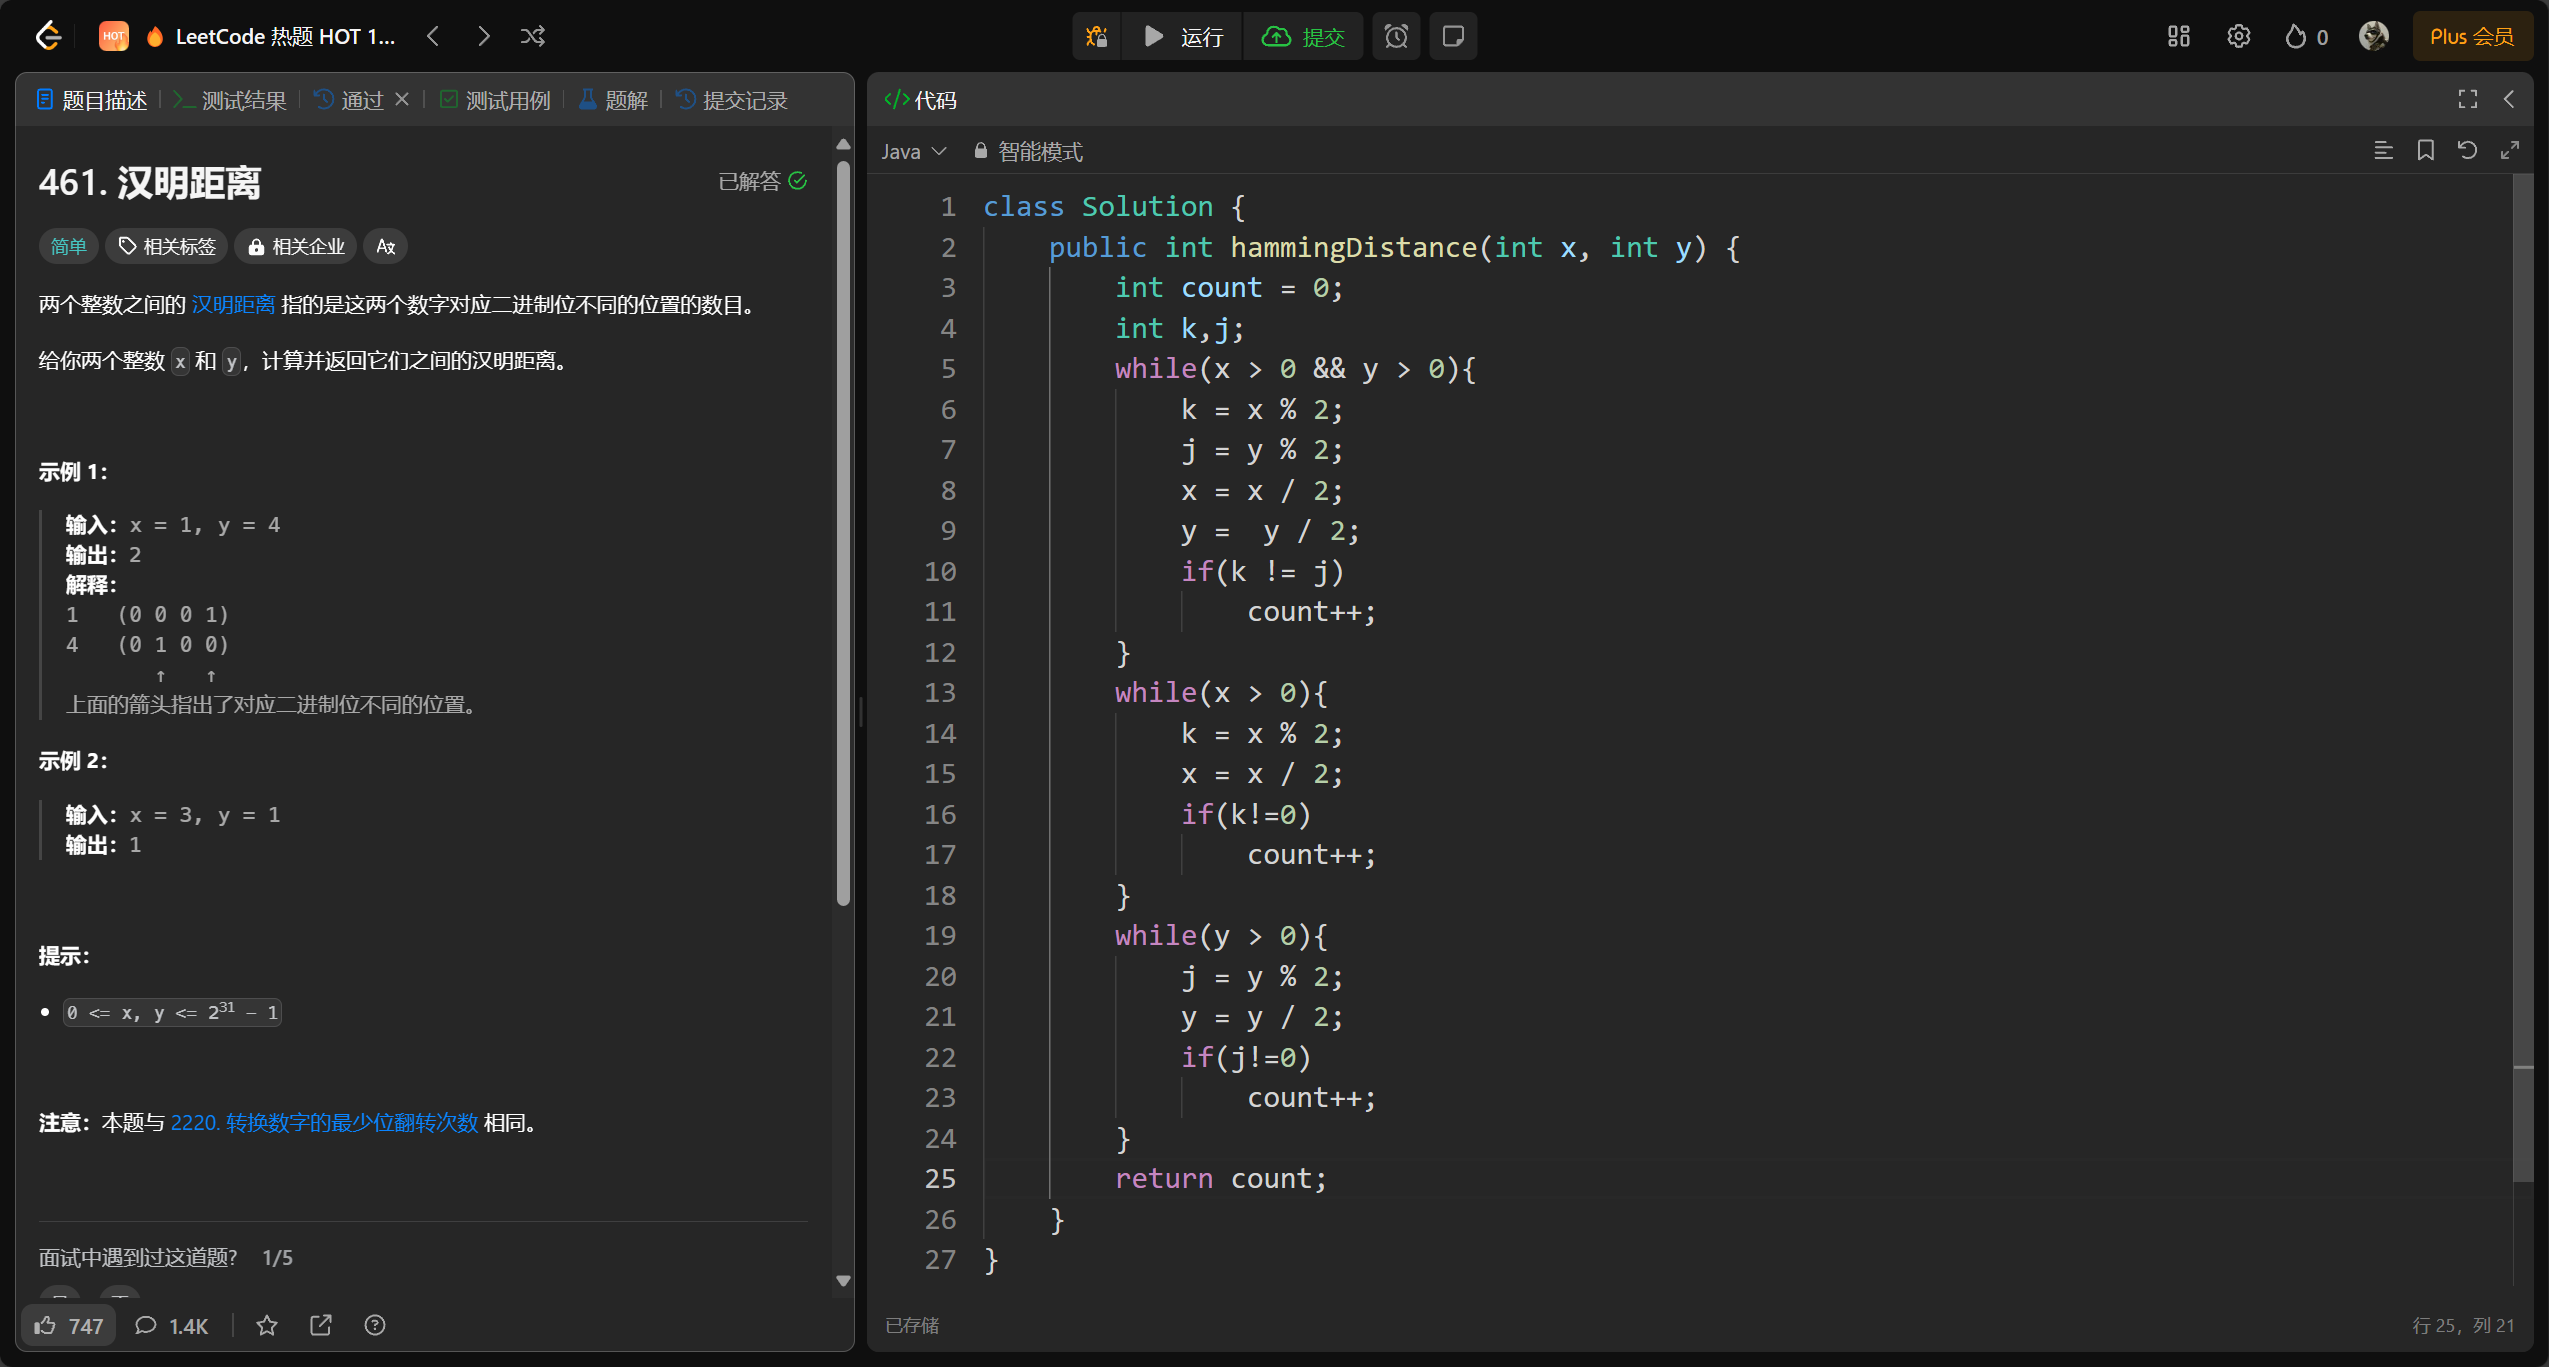 HOT LeetCode 热题 HOT 1...
运行
提交
0
Plus 会员
题目描述
测试结果
通过
测试用例
题解
提交记录
461. 汉明距离
已解答
简单
相关标签
相关企业
两个整数之间的 汉明距离 指的是这两个数字对应二进制位不同的位置的数目。
给你两个整数 x 和 y，计算并返回它们之间的汉明距离。
示例 1：
输入：x = 1, y = 4
输出：2
解释：
1   (0 0 0 1)
4   (0 1 0 0)
       ↑   ↑
上面的箭头指出了对应二进制位不同的位置。
示例 2：
输入：x = 3, y = 1
输出：1
提示：
0 <= x, y <= 2³¹ - 1
注意：本题与 2220. 转换数字的最少位翻转次数 相同。
面试中遇到过这道题？ 1/5
747
1.4K
代码
Java
智能模式
1 class Solution {
2     public int hammingDistance(int x, int y) {
3         int count = 0;
4         int k,j;
5         while(x > 0 && y > 0){
6             k = x % 2;
7             j = y % 2;
8             x = x / 2;
9             y =  y / 2;
10             if(k != j)
11                 count++;
12         }
13         while(x > 0){
14             k = x % 2;
15             x = x / 2;
16             if(k!=0)
17                 count++;
18         }
19         while(y > 0){
20             j = y % 2;
21             y = y / 2;
22             if(j!=0)
23                 count++;
24         }
25         return count;
26     }
27 }
已存储
行 25，列 21